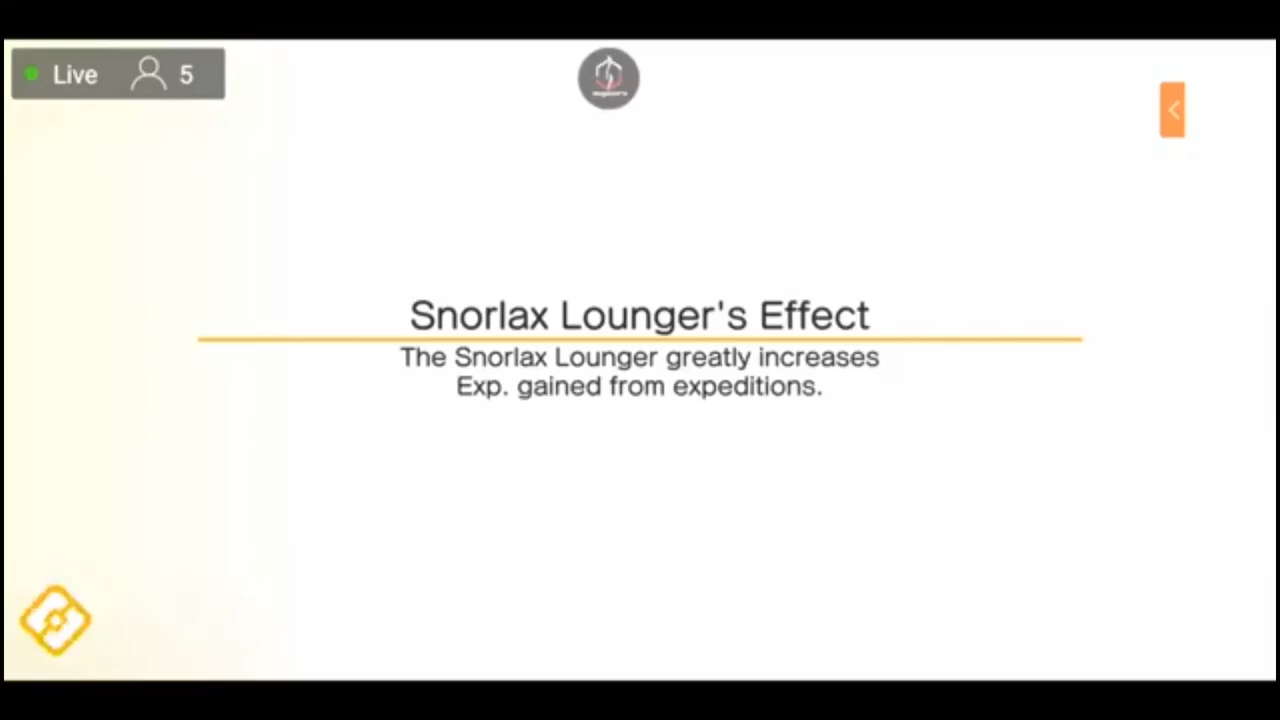 Live 5
Snorlax Lounger's Effect
The Snorlax Lounger greatly increases
Exp. gained from expeditions.